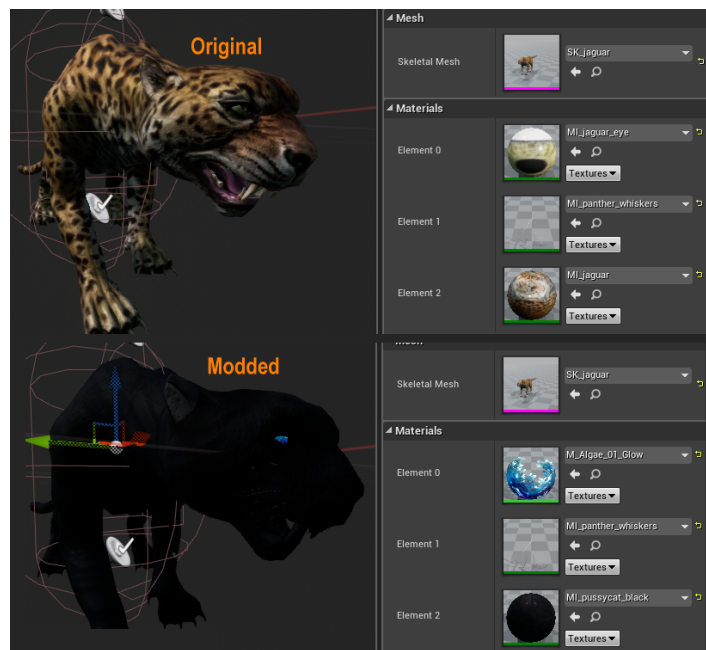 Original
Mesh
Skeletal Mesh
SK_jaguar
Materials
Element 0
MI_jaguar_eye
Textures
Element 1
MI_panther_whiskers
Textures
Element 2
MI_jaguar
Textures
Modded
Skeletal Mesh
SK_jaguar
Materials
Element 0
M_Algae_01_Glow
Textures
Element 1
MI_panther_whiskers
Textures
Element 2
MI_pussycat_black
Textures